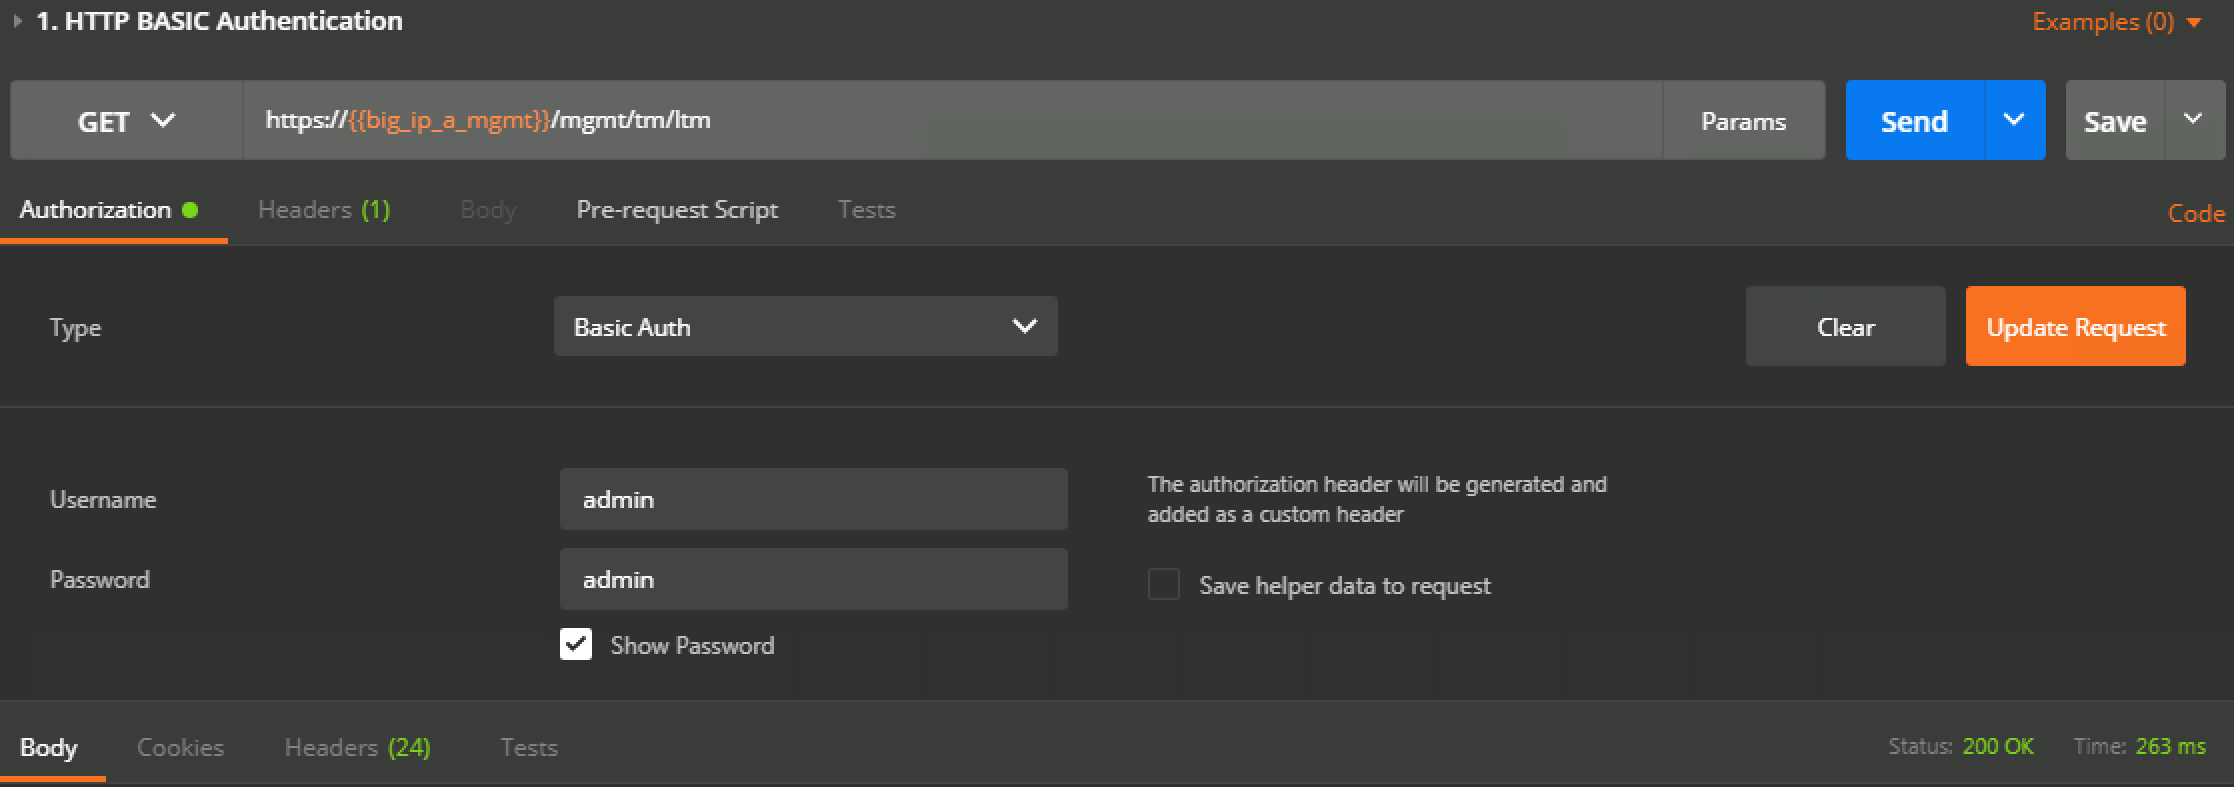 1. HTTP BASIC Authentication
Examples (0)
GET
https://{{big_ip_a_mgmt}}/mgmt/tm/ltm
Params
Send
Save
Authorization
Headers (1)
Body
Pre-request Script
Tests
Code
Type
Basic Auth
Clear
Update Request
Username
admin
The authorization header will be generated and
added as a custom header
Password
admin
Save helper data to request
Show Password
Body
Cookies
Headers (24)
Tests
Status: 200 OK
Time: 263 ms